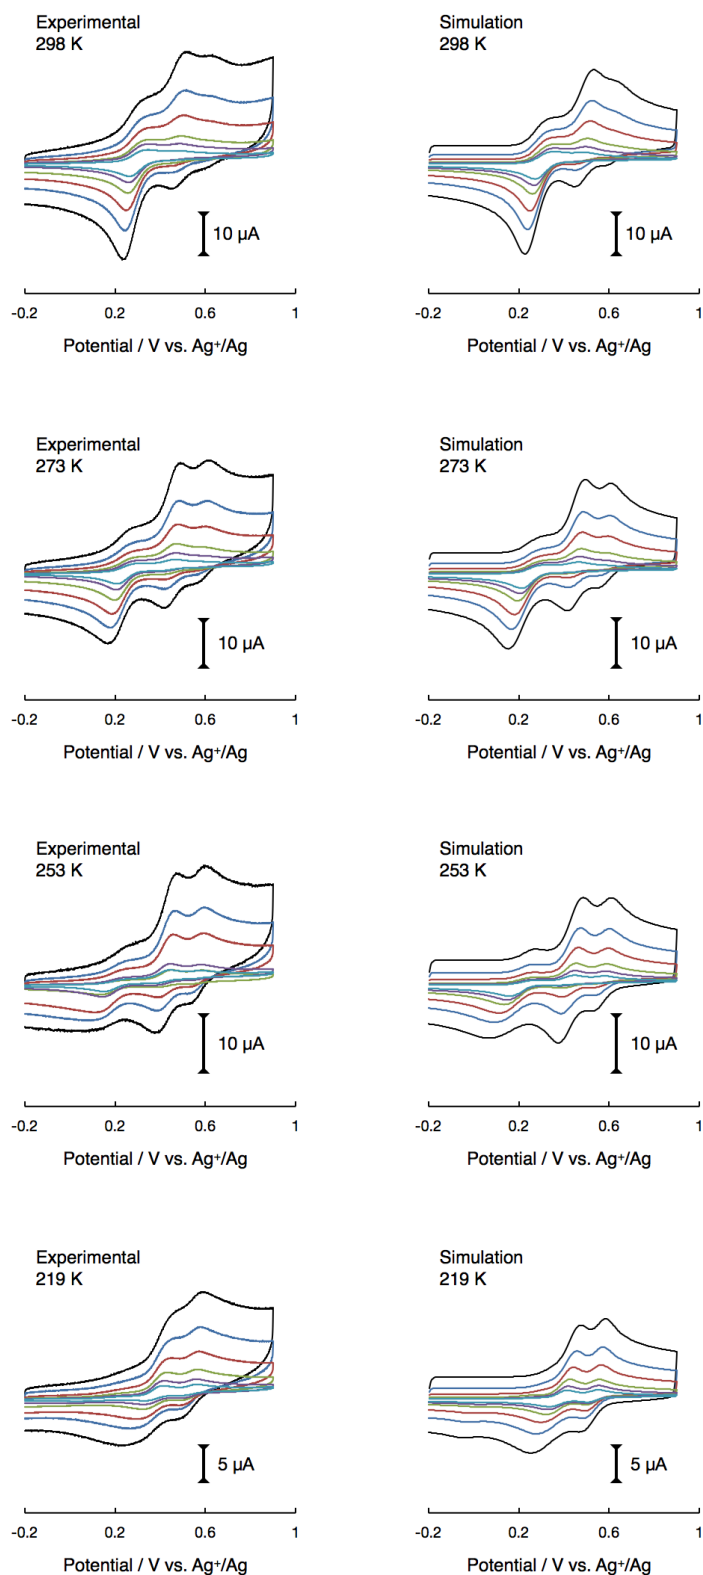 Experimental
298 K
10 µA
-0.2 0.2 0.6 1
Potential / V vs. Ag⁺/Ag
Simulation
298 K
10 µA
-0.2 0.2 0.6 1
Potential / V vs. Ag⁺/Ag
Experimental
273 K
10 µA
-0.2 0.2 0.6 1
Potential / V vs. Ag⁺/Ag
Simulation
273 K
10 µA
-0.2 0.2 0.6 1
Potential / V vs. Ag⁺/Ag
Experimental
253 K
10 µA
-0.2 0.2 0.6 1
Potential / V vs. Ag⁺/Ag
Simulation
253 K
10 µA
-0.2 0.2 0.6 1
Potential / V vs. Ag⁺/Ag
Experimental
219 K
5 µA
-0.2 0.2 0.6 1
Potential / V vs. Ag⁺/Ag
Simulation
219 K
5 µA
-0.2 0.2 0.6 1
Potential / V vs. Ag⁺/Ag